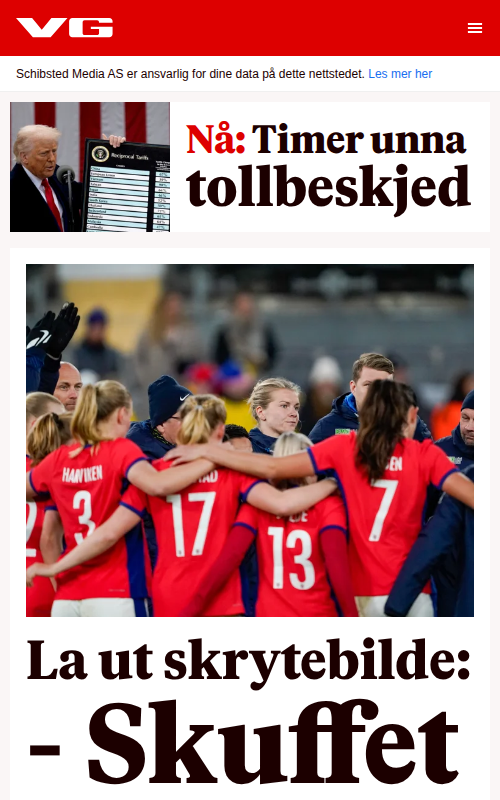 VG
Schibsted Media AS er ansvarlig for dine data på dette nettstedet. Les mer her
Reciprocal Tariffs
Nå: Timer unna
tollbeskjed
3
17
13
7
La ut skrytebilde:
- Skuffet